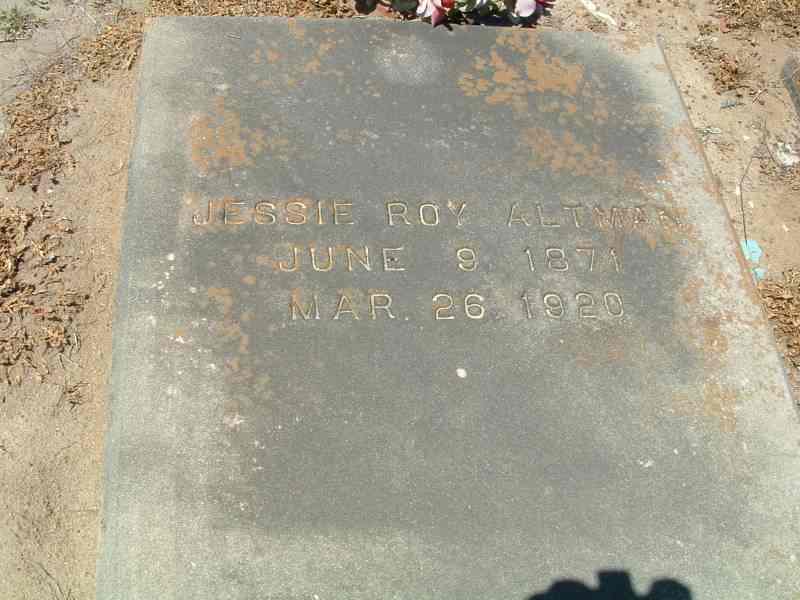 JESSIE ROY ALTMAN
JUNE 9, 1871
MAR. 26, 1920